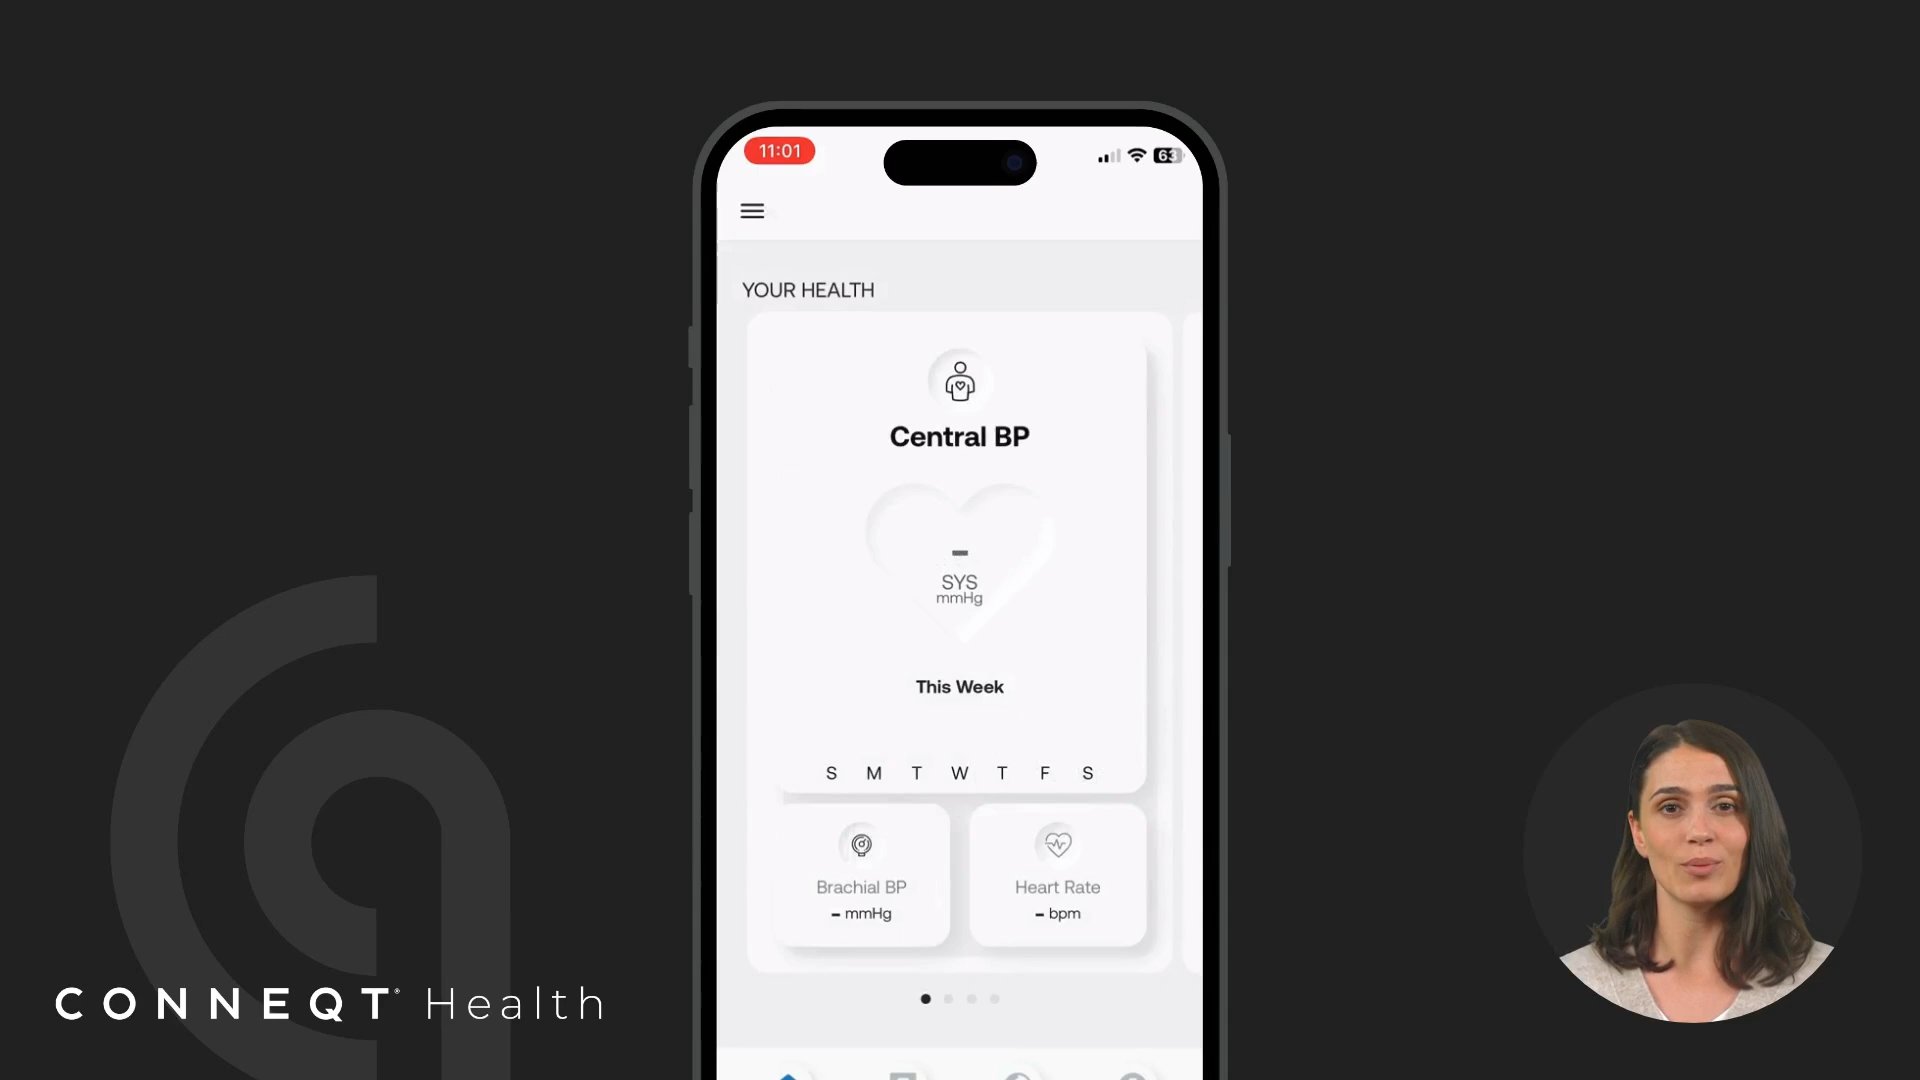 11:01
63
YOUR HEALTH
Central BP
-
SYS
mmHg
This Week
S M T W T F S
Brachial BP
- mmHg
Heart Rate
- bpm
CONNEQT® Health